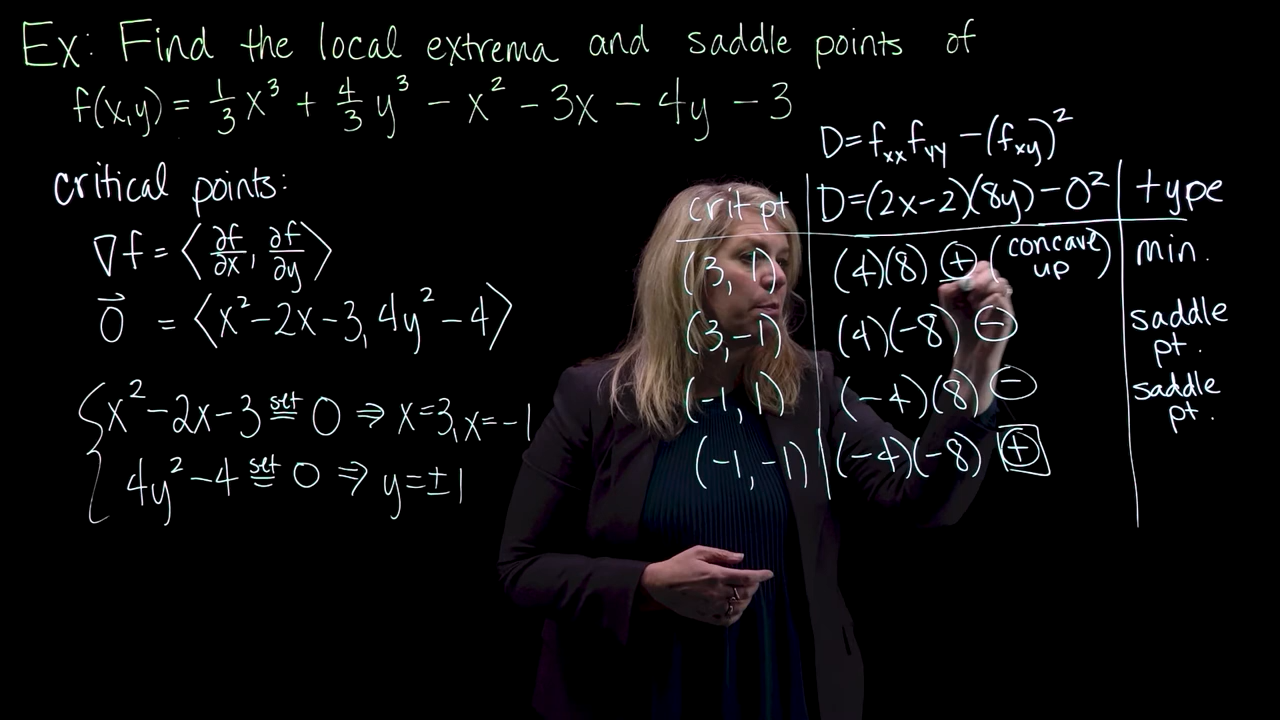 Ex: Find the local extrema and saddle points of
f(x,y) = 1/3 x³ + 4/3 y³ − x² − 3x − 4y − 3
critical points:
∇f = ⟨∂f/∂x, ∂f/∂y⟩
0⃗ = ⟨x² − 2x − 3, 4y² − 4⟩
x² − 2x − 3 set= 0 ⇒ x = 3, x = −1
4y² − 4 set= 0 ⇒ y = ±1
D = f_xx f_yy − (f_xy)²
crit pt D = (2x − 2)(8y) − 0² type
(3, 1) (4)(8) + (concave up) min.
(3, −1) (4)(−8) − saddle pt.
(−1, 1) (−4)(8) − saddle pt.
(−1, −1) (−4)(−8) +